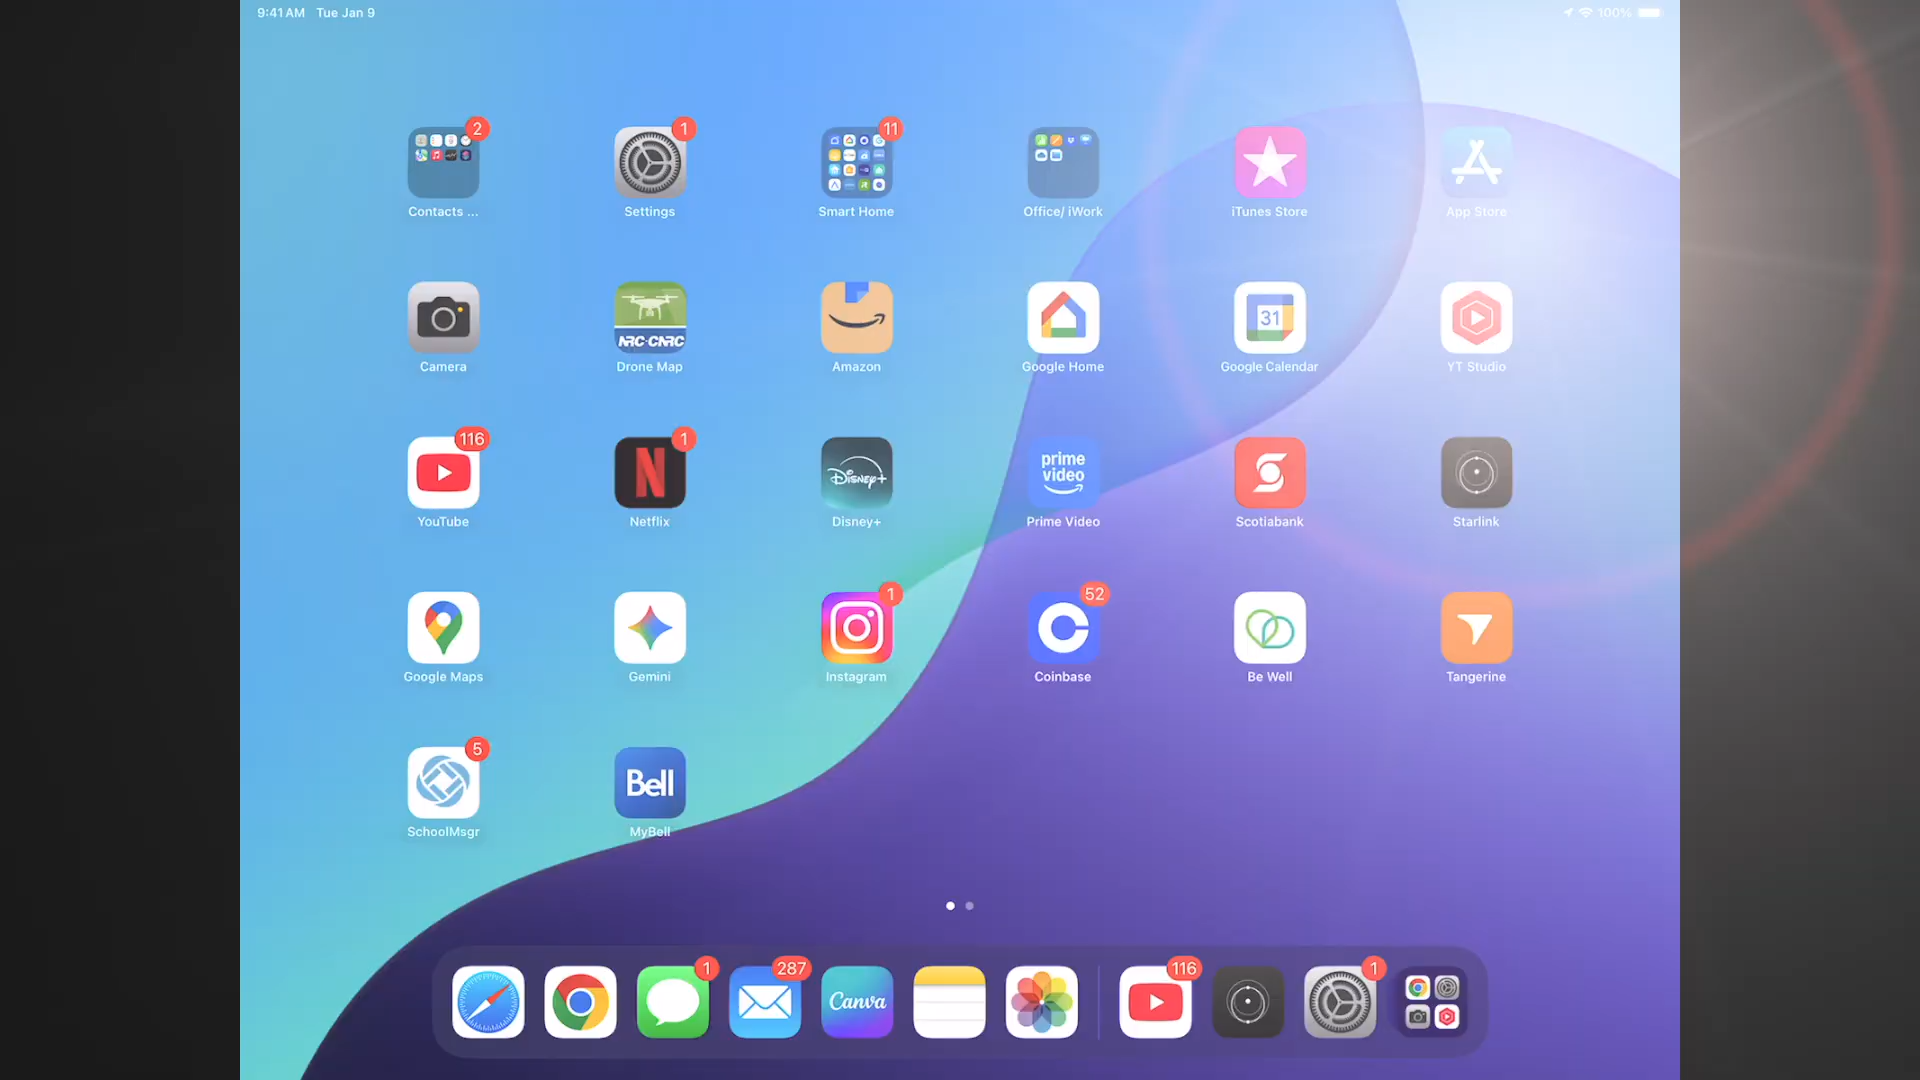 9:41 AM Tue Jan 9 100%
2 1 11
Contacts ... Settings Smart Home Office/ iWork iTunes Store App Store
NRC·CNRC 31
Camera Drone Map Amazon Google Home Google Calendar YT Studio
116 1
N Disney+ prime video
YouTube Netflix Disney+ Prime Video Scotiabank Starlink
1 52
Google Maps Gemini Instagram Coinbase Be Well Tangerine
5
Bell
SchoolMsgr MyBell
1 287 116 1
Canva